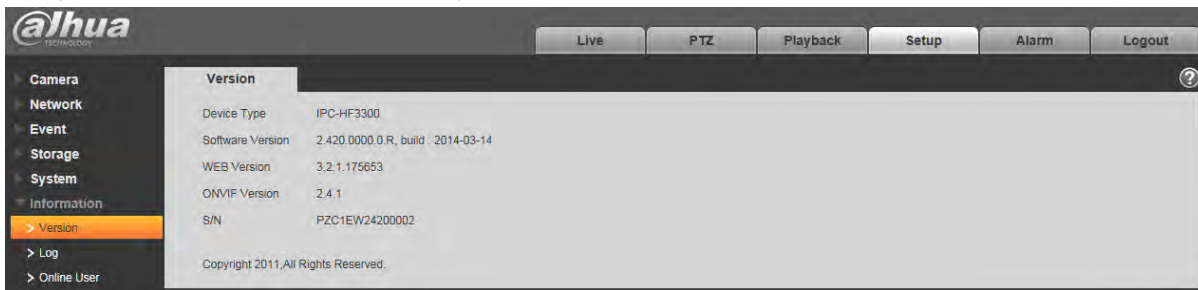 alhua
TECHNOLOGY
Live PTZ Playback Setup Alarm Logout
Camera
Network
Event
Storage
System
Information
> Version
> Log
> Online User
Version
?
Device Type IPC-HF3300
Software Version 2.420.0000.0.R, build : 2014-03-14
WEB Version 3.2.1.175653
ONVIF Version 2.4.1
S/N PZC1EW24200002
Copyright 2011,All Rights Reserved.